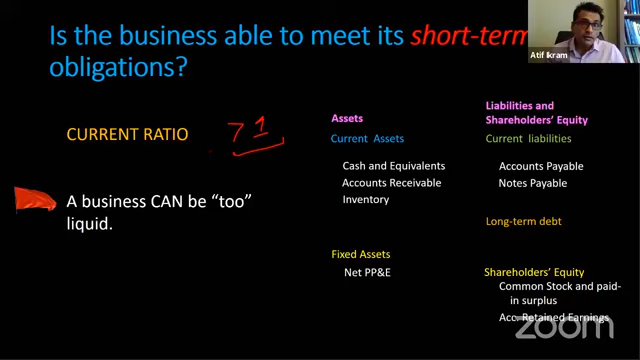 Is the business able to meet its short-term
obligations?
Atif Ikram
CURRENT RATIO
7 1
A business CAN be "too"
liquid.
Assets
Current Assets
Cash and Equivalents
Accounts Receivable
Inventory
Fixed Assets
Net PP&E
Liabilities and
Shareholders' Equity
Current liabilities
Accounts Payable
Notes Payable
Long-term debt
Shareholders' Equity
Common Stock and paid-
in surplus
Acc. Retained Earnings
zoom